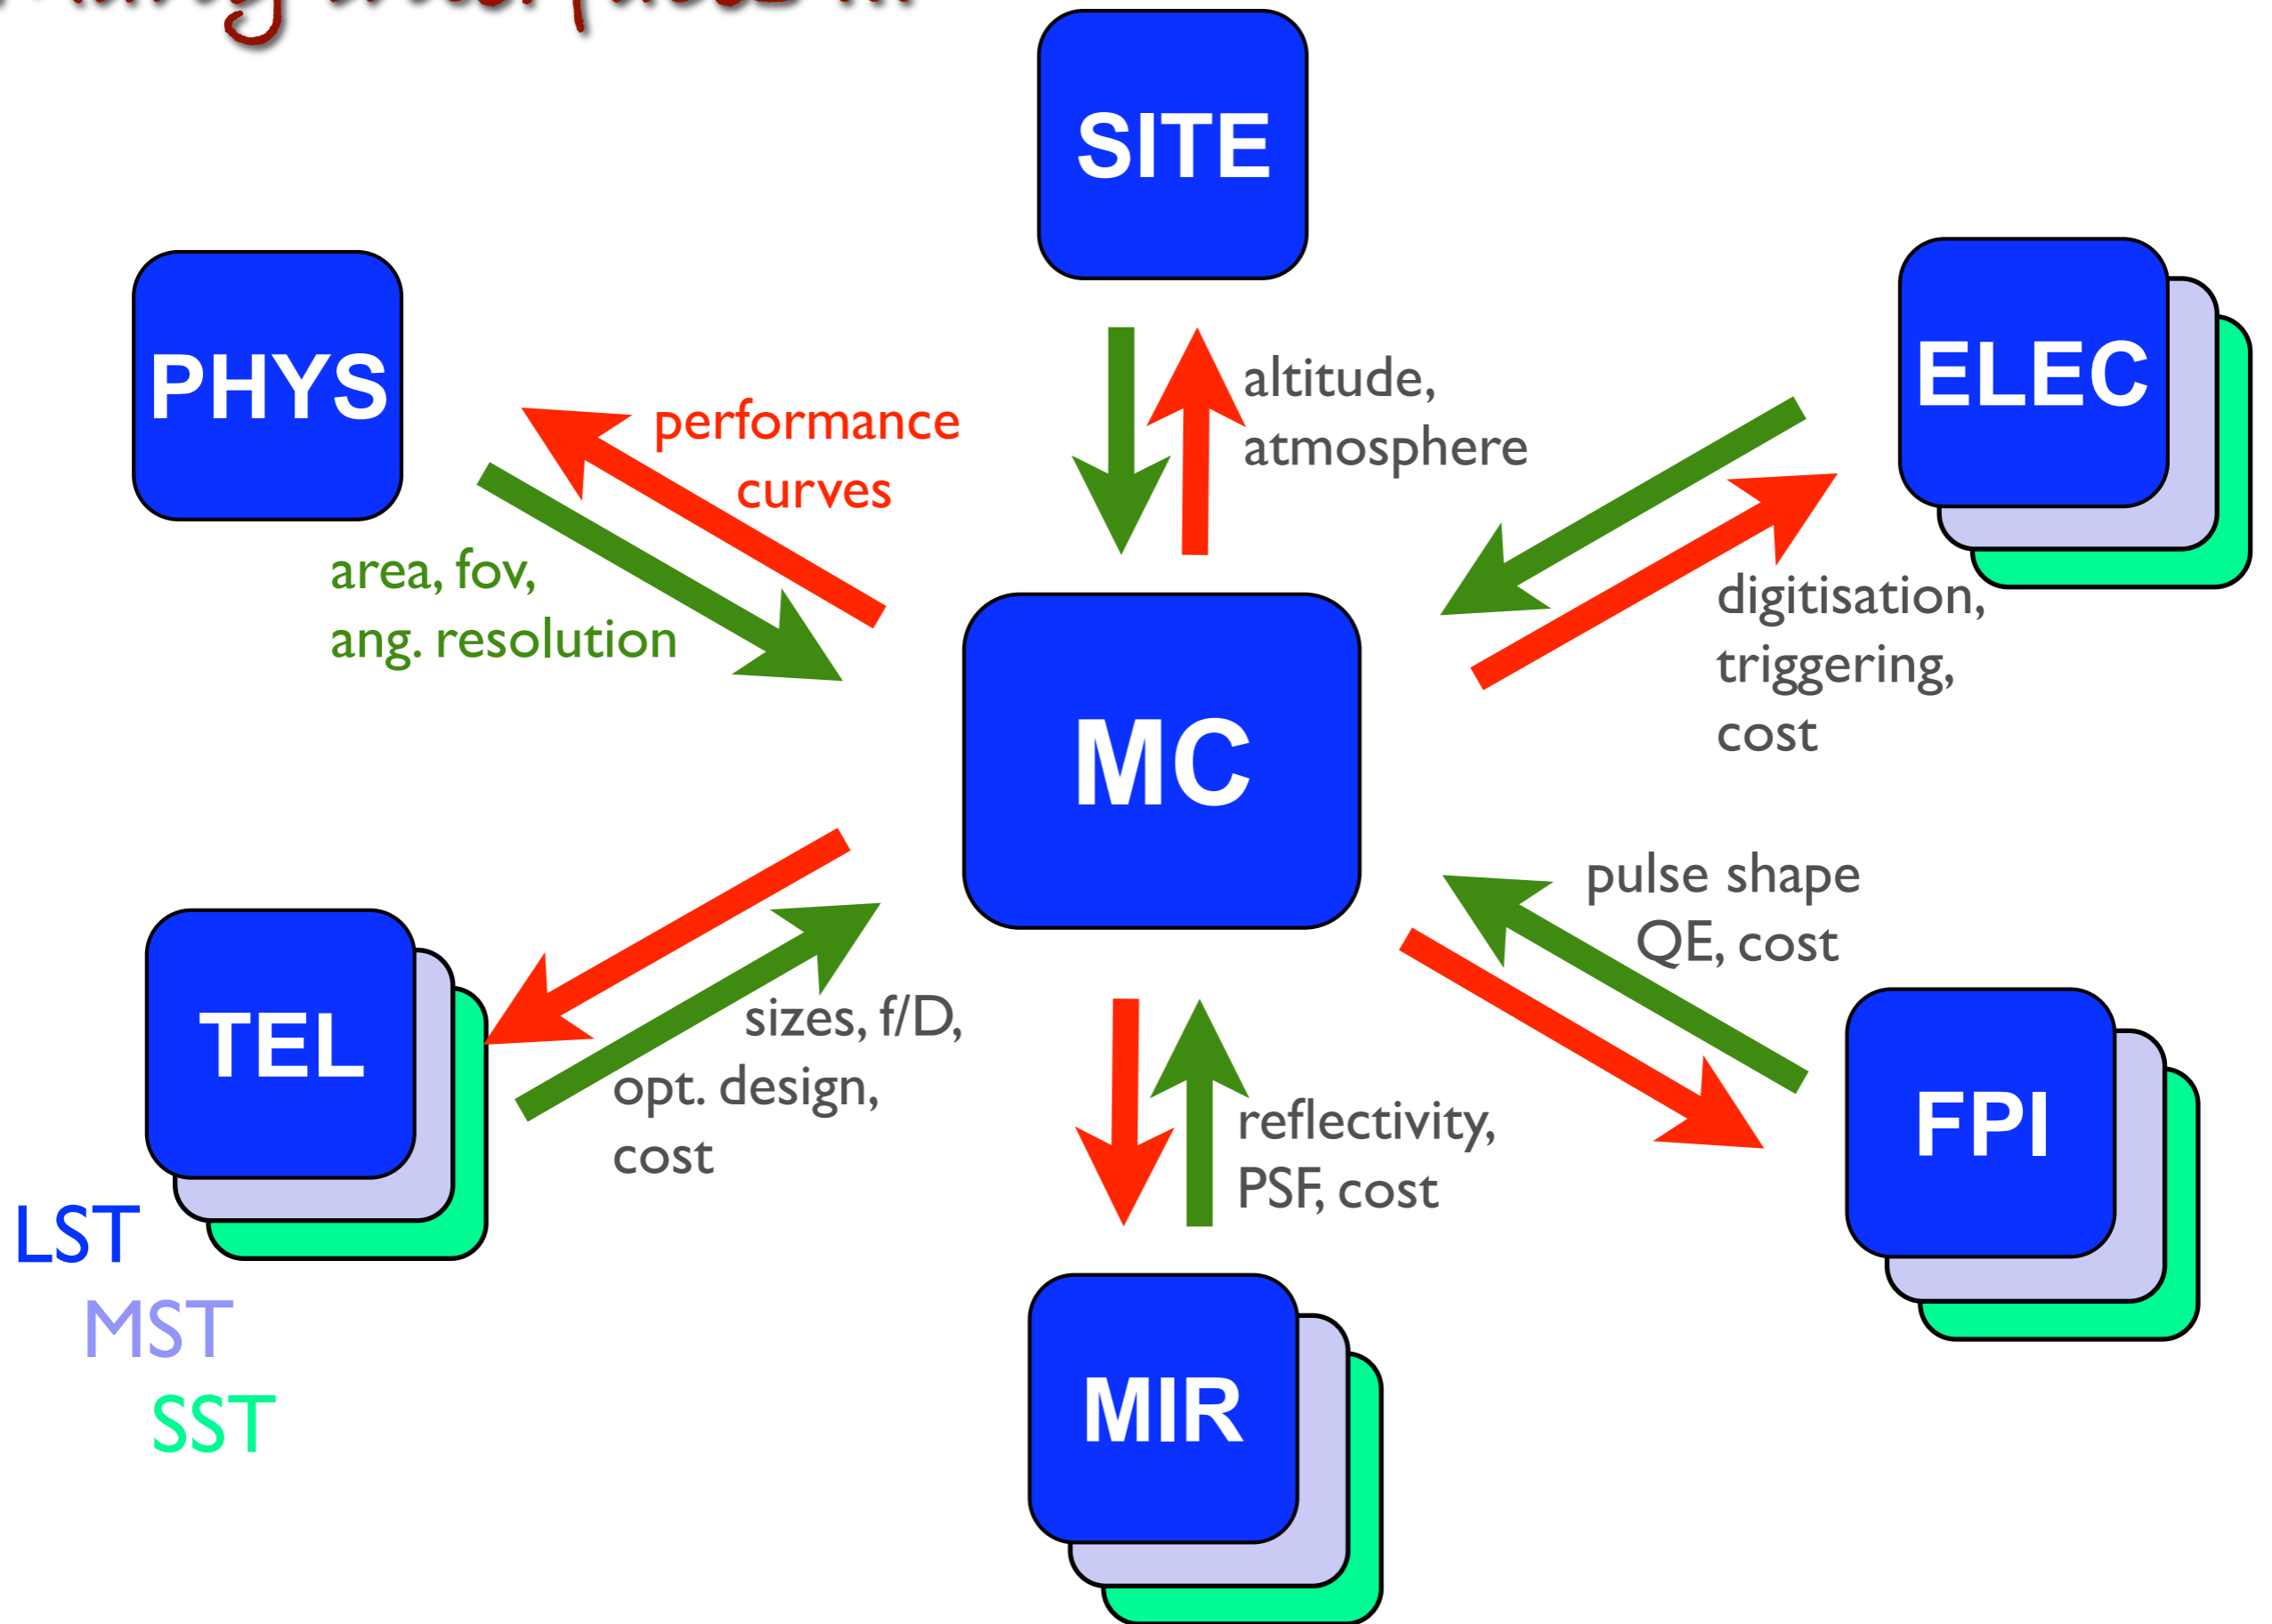 SITE
PHYS
ELEC
altitude,
atmosphere
performance
curves
area, fov,
ang. resolution
digitisation,
triggering,
cost
MC
pulse shape
QE, cost
TEL
sizes, f/D,
opt. design,
cost
FPI
reflectivity,
PSF, cost
LST
MST
SST
MIR